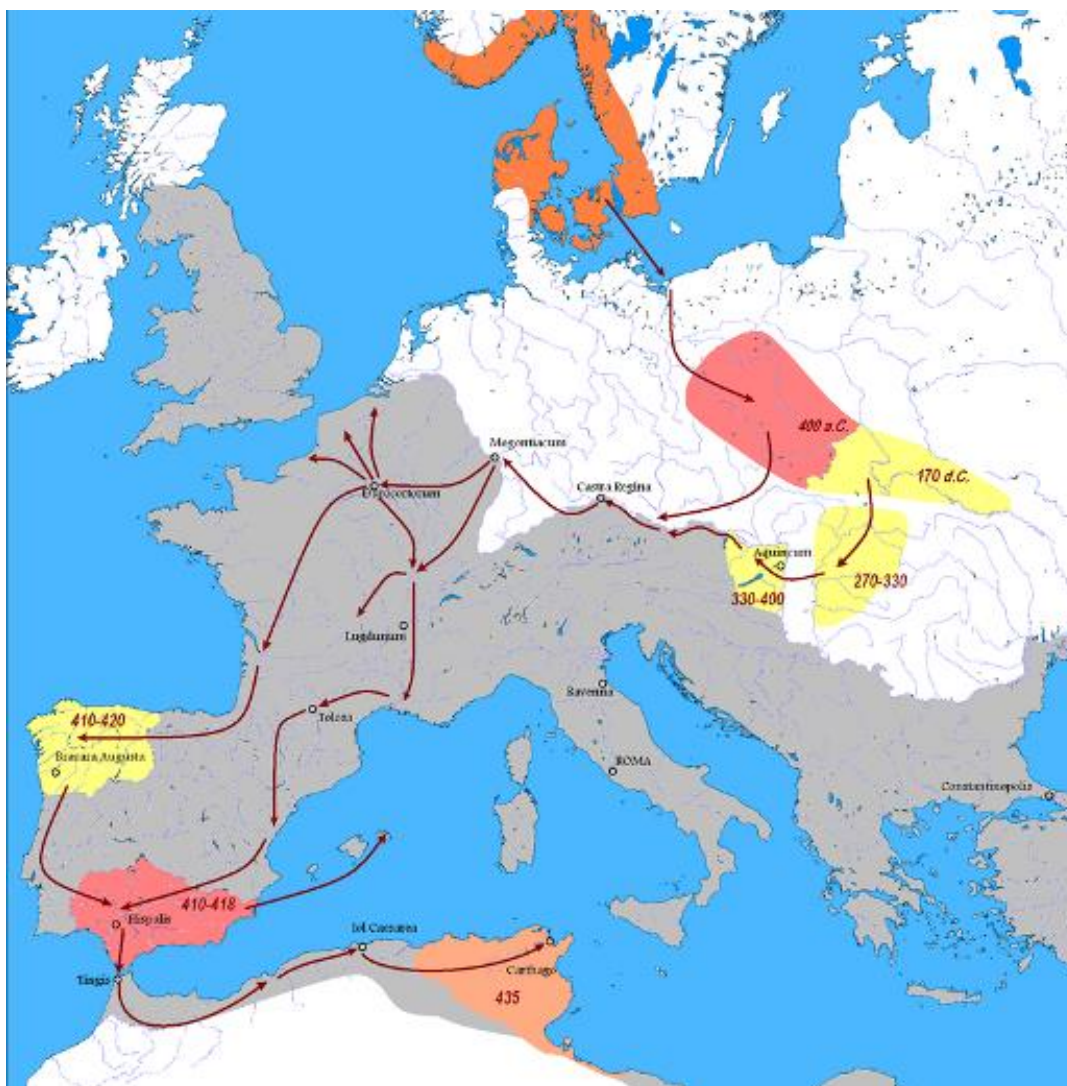 400 a.C.
Mogontiacum
170 d.C.
Castra Regina
Aquincum
270-330
330-400
Lugdunum
Ravenna
410-420
Tolosa
Bracara Augusta
ROMA
Constantinopolis
410-418
Hispalis
Iol Caesarea
Carthago
Tingis
435